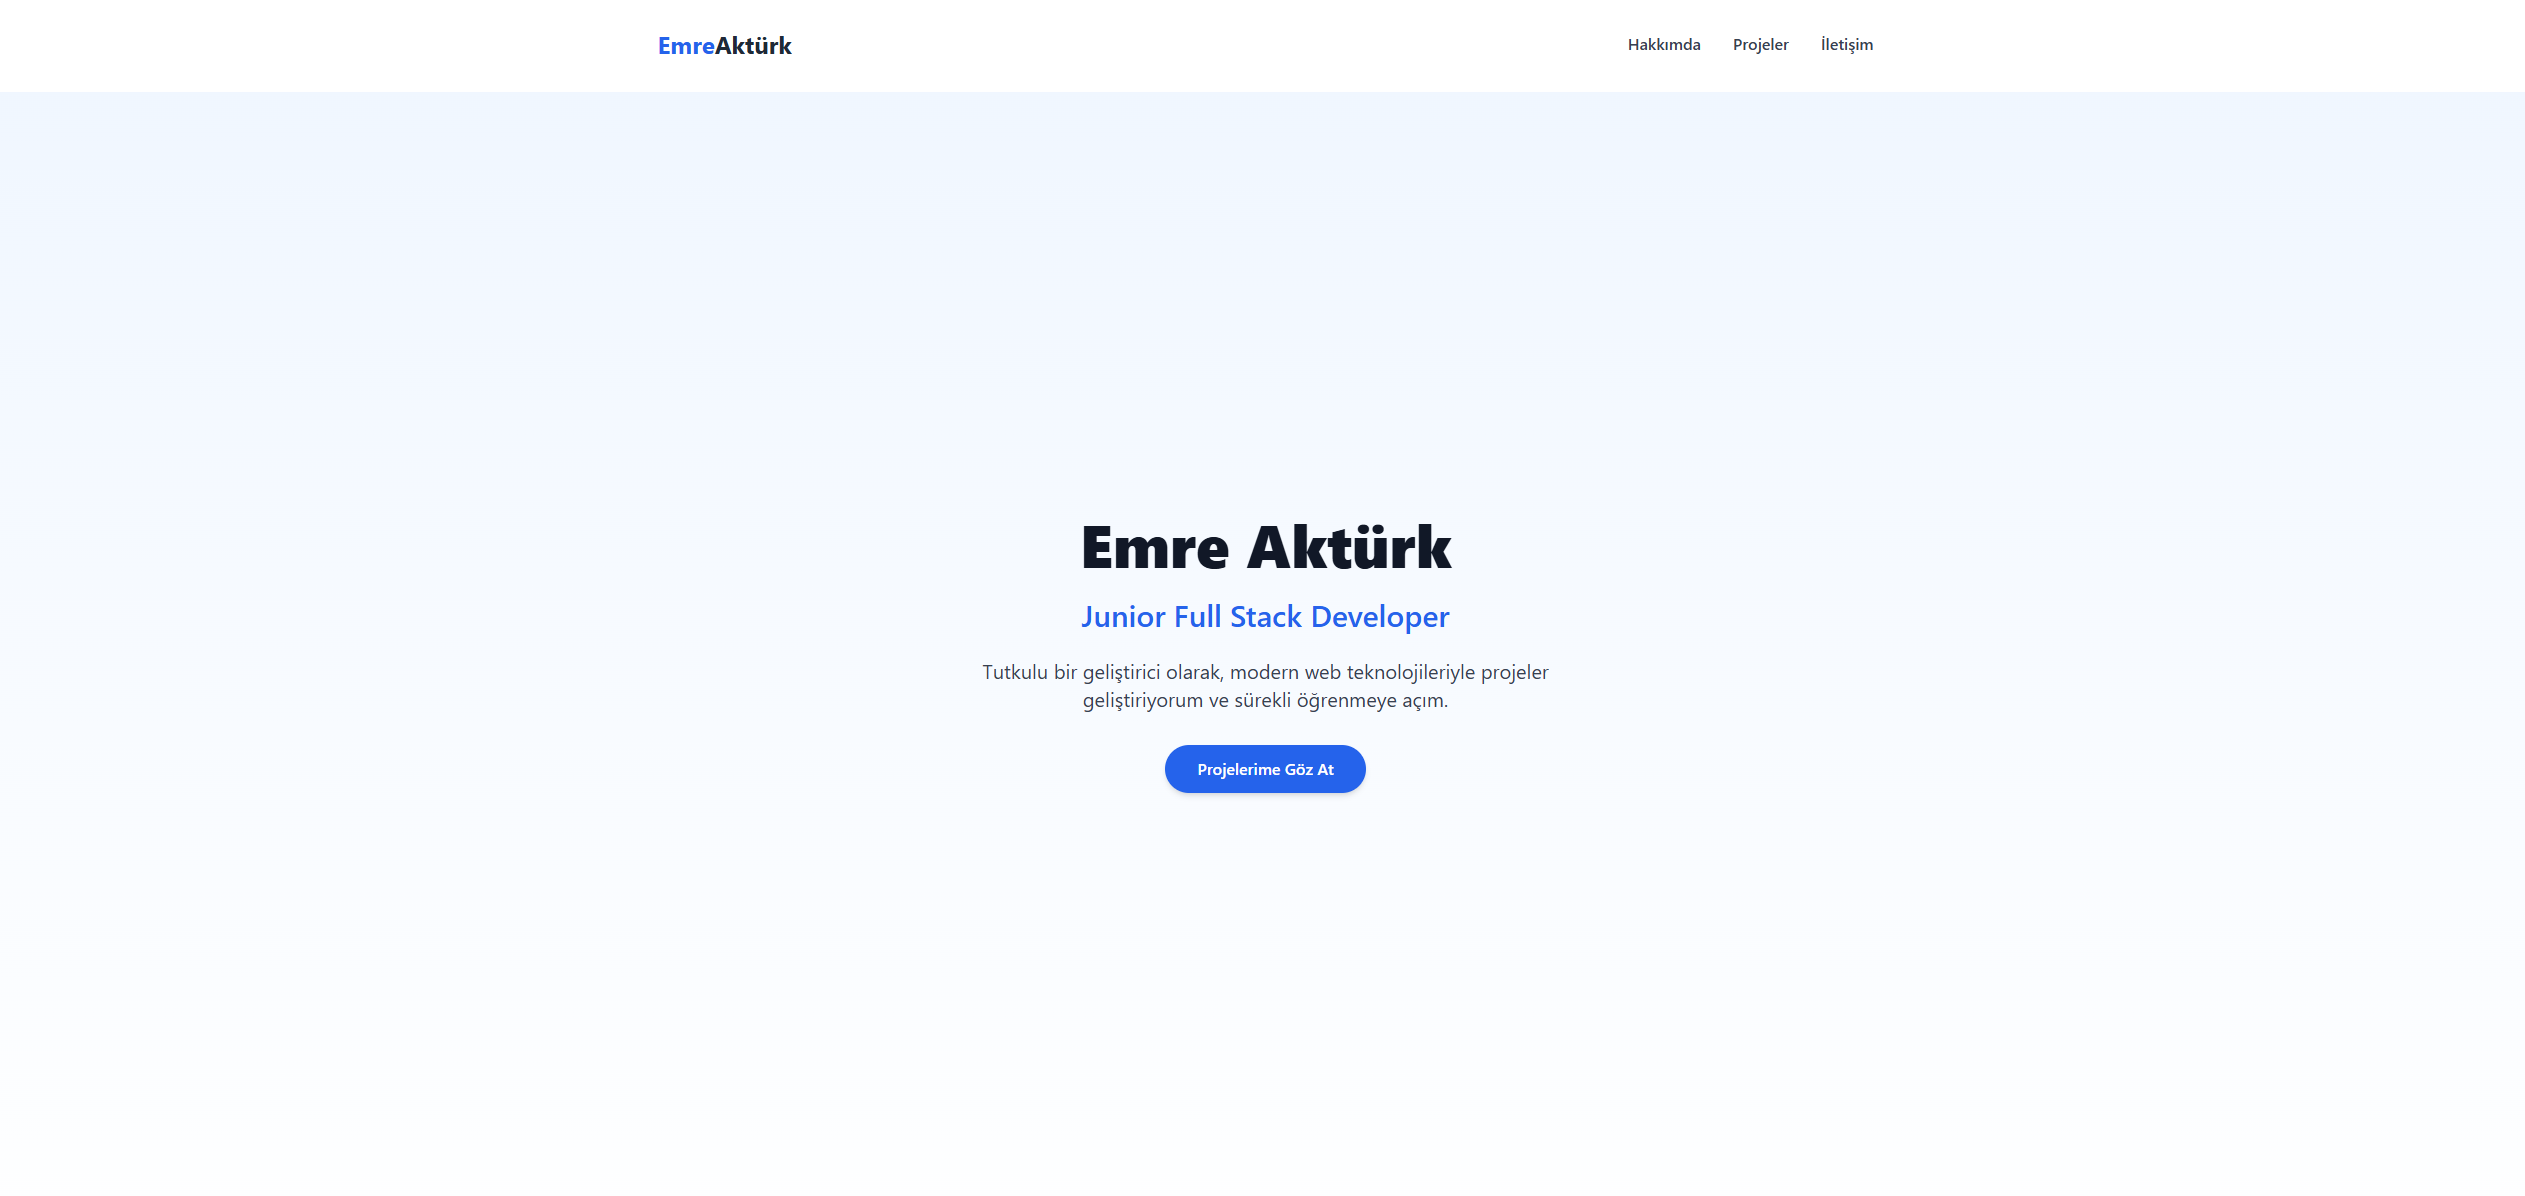 EmreAktürk
Hakkımda Projeler İletişim
Emre Aktürk
Junior Full Stack Developer
Tutkulu bir geliştirici olarak, modern web teknolojileriyle projeler
geliştiriyorum ve sürekli öğrenmeye açım.
Projelerime Göz At